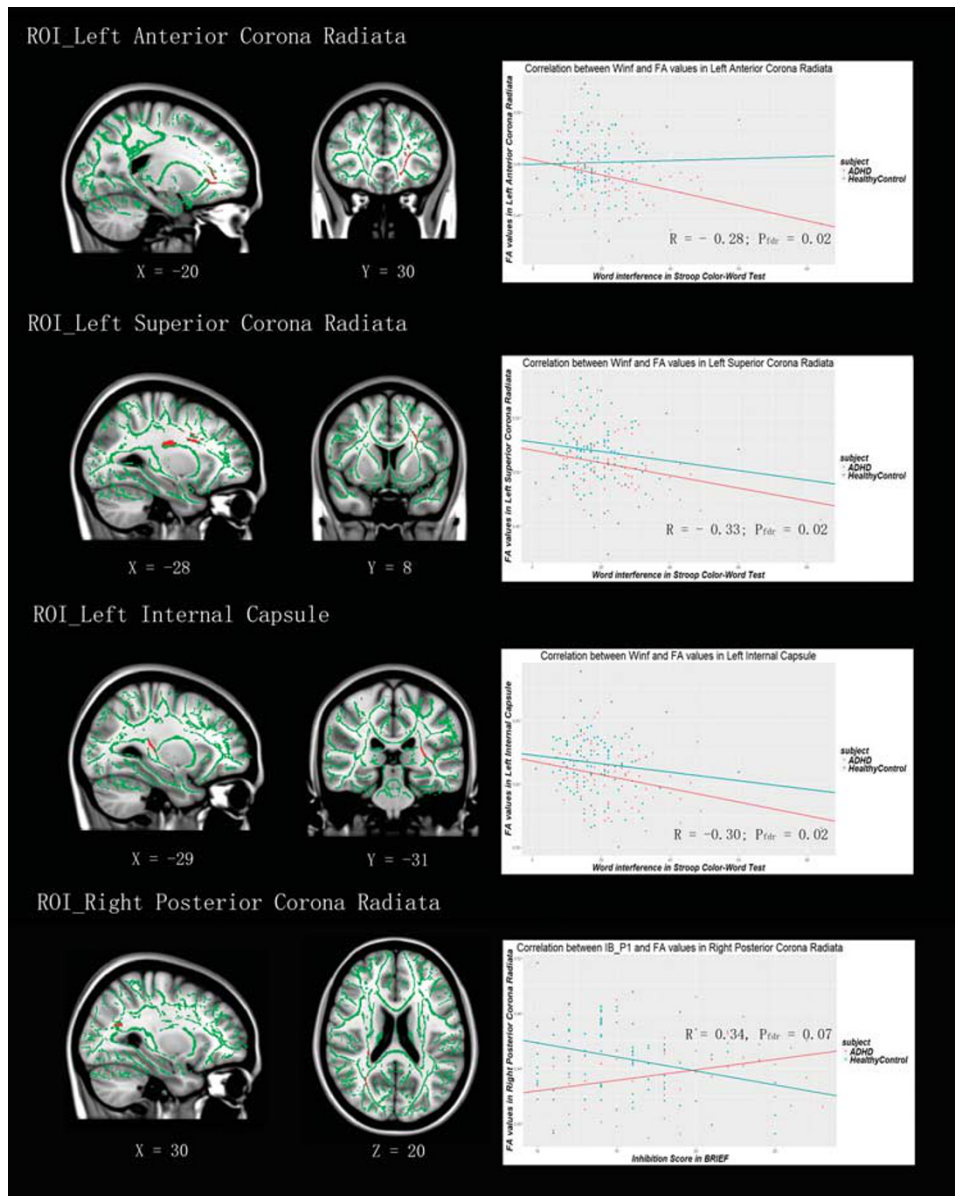 ROI_Left Anterior Corona Radiata
X = -20
Y = 30
Correlation between Winf and FA values in Left Anterior Corona Radiata
FA values in Left Anterior Corona Radiata
subject
ADHD
HealthyControl
R = - 0.28; Pfdr = 0.02
Word interference in Stroop Color-Word Test
ROI_Left Superior Corona Radiata
X = -28
Y = 8
Correlation between Winf and FA values in Left Superior Corona Radiata
FA values in Left Superior Corona Radiata
subject
ADHD
HealthyControl
R = - 0.33; Pfdr = 0.02
Word interference in Stroop Color-Word Test
ROI_Left Internal Capsule
X = -29
Y = -31
Correlation between Winf and FA values in Left Internal Capsule
FA values in Left Internal Capsule
subject
ADHD
HealthyControl
R = -0.30; Pfdr = 0.02
Word interference in Stroop Color-Word Test
ROI_Right Posterior Corona Radiata
X = 30
Z = 20
Correlation between IB_P1 and FA values in Right Posterior Corona Radiata
FA values in Right Posterior Corona Radiata
R = 0.34, Pfdr = 0.07
subject
ADHD
HealthyControl
Inhibition Score in BRIEF